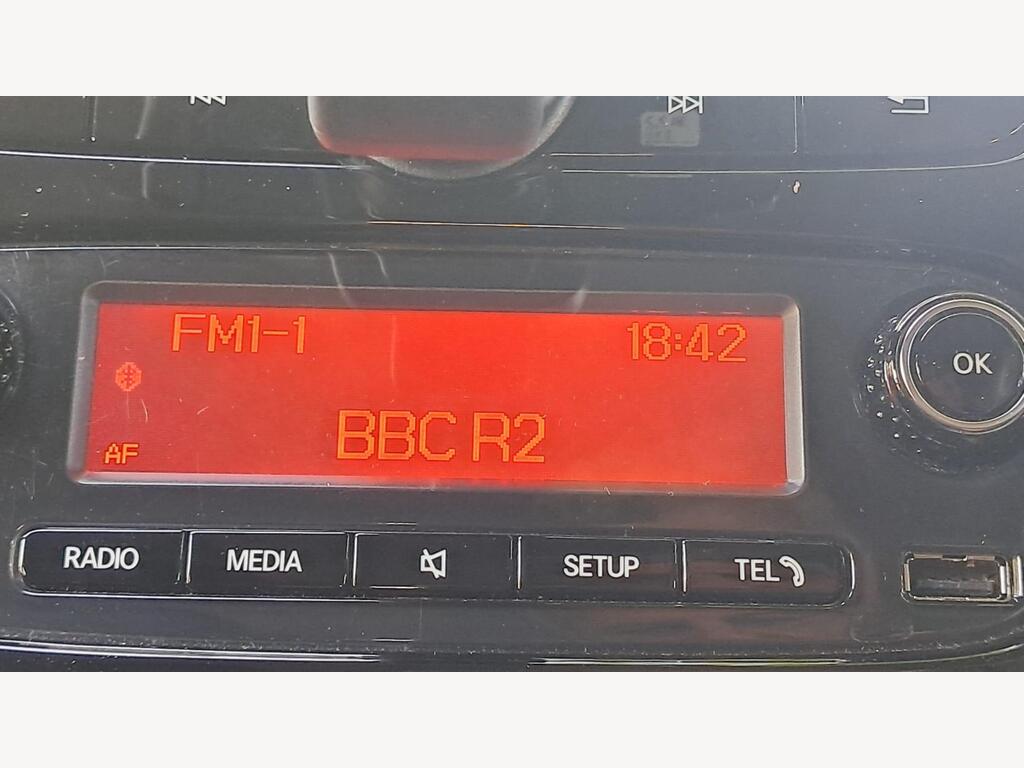 FM1-1 18:42
BBC R2
AF
RADIO MEDIA SETUP TEL
OK